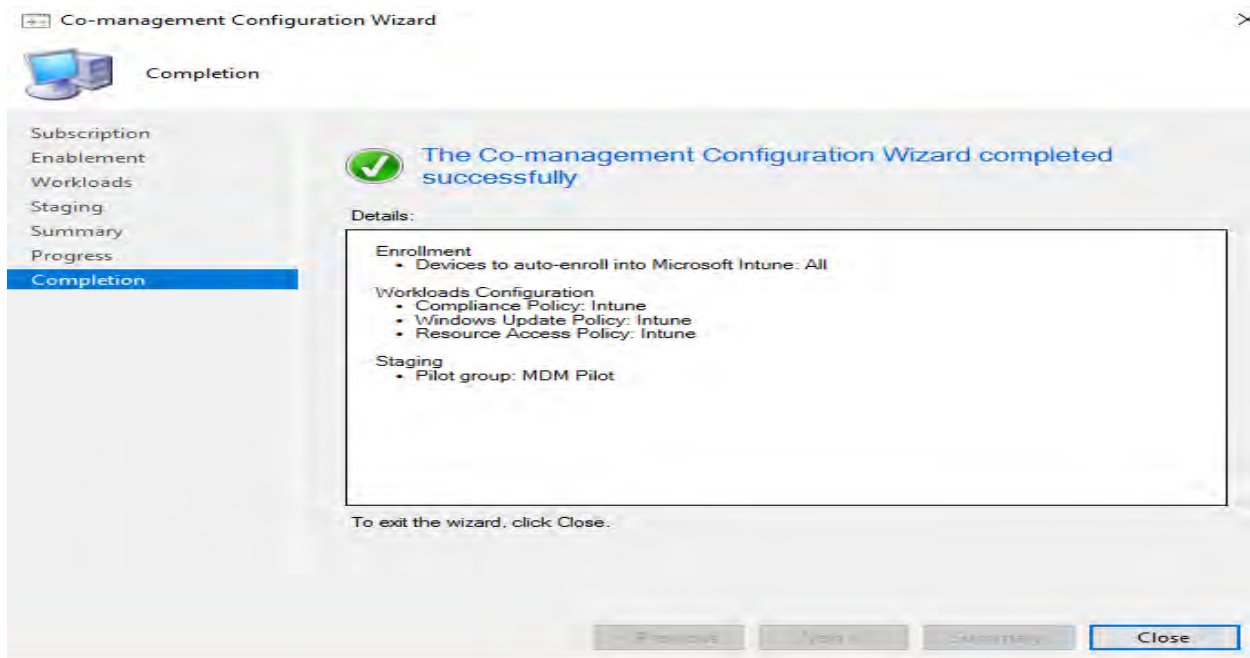 Co-management Configuration Wizard
Completion
Subscription
Enablement
Workloads
Staging
Summary
Progress
Completion
The Co-management Configuration Wizard completed
successfully
Details:
Enrollment
• Devices to auto-enroll into Microsoft Intune: All
Workloads Configuration
• Compliance Policy: Intune
• Windows Update Policy: Intune
• Resource Access Policy: Intune
Staging
• Pilot group: MDM Pilot
To exit the wizard, click Close.
Summary
Close